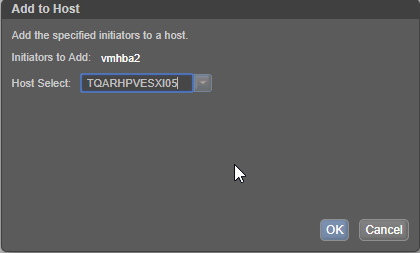 Add to Host
Add the specified initiators to a host.
Initiators to Add: vmhba2
Host Select: TQARHPVESXI05
OK Cancel